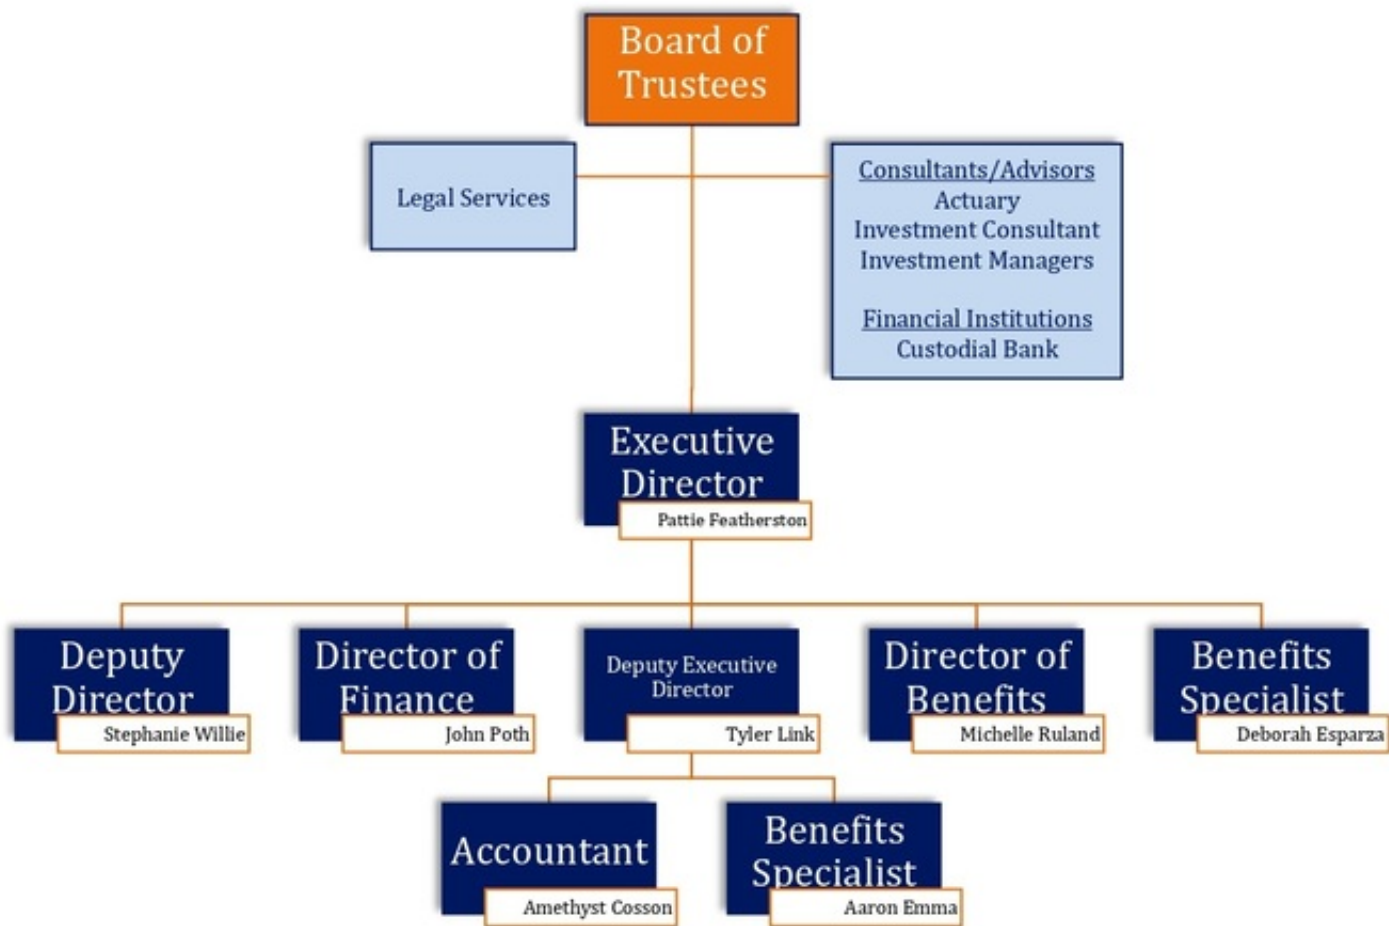 Board of
Trustees
Legal Services
Consultants/Advisors
Actuary
Investment Consultant
Investment Managers
Financial Institutions
Custodial Bank
Executive
Director
Pattie Featherston
Deputy
Director
Stephanie Willie
Director of
Finance
John Poth
Deputy Executive
Director
Tyler Link
Director of
Benefits
Michelle Ruland
Benefits
Specialist
Deborah Esparza
Accountant
Amethyst Cosson
Benefits
Specialist
Aaron Emma